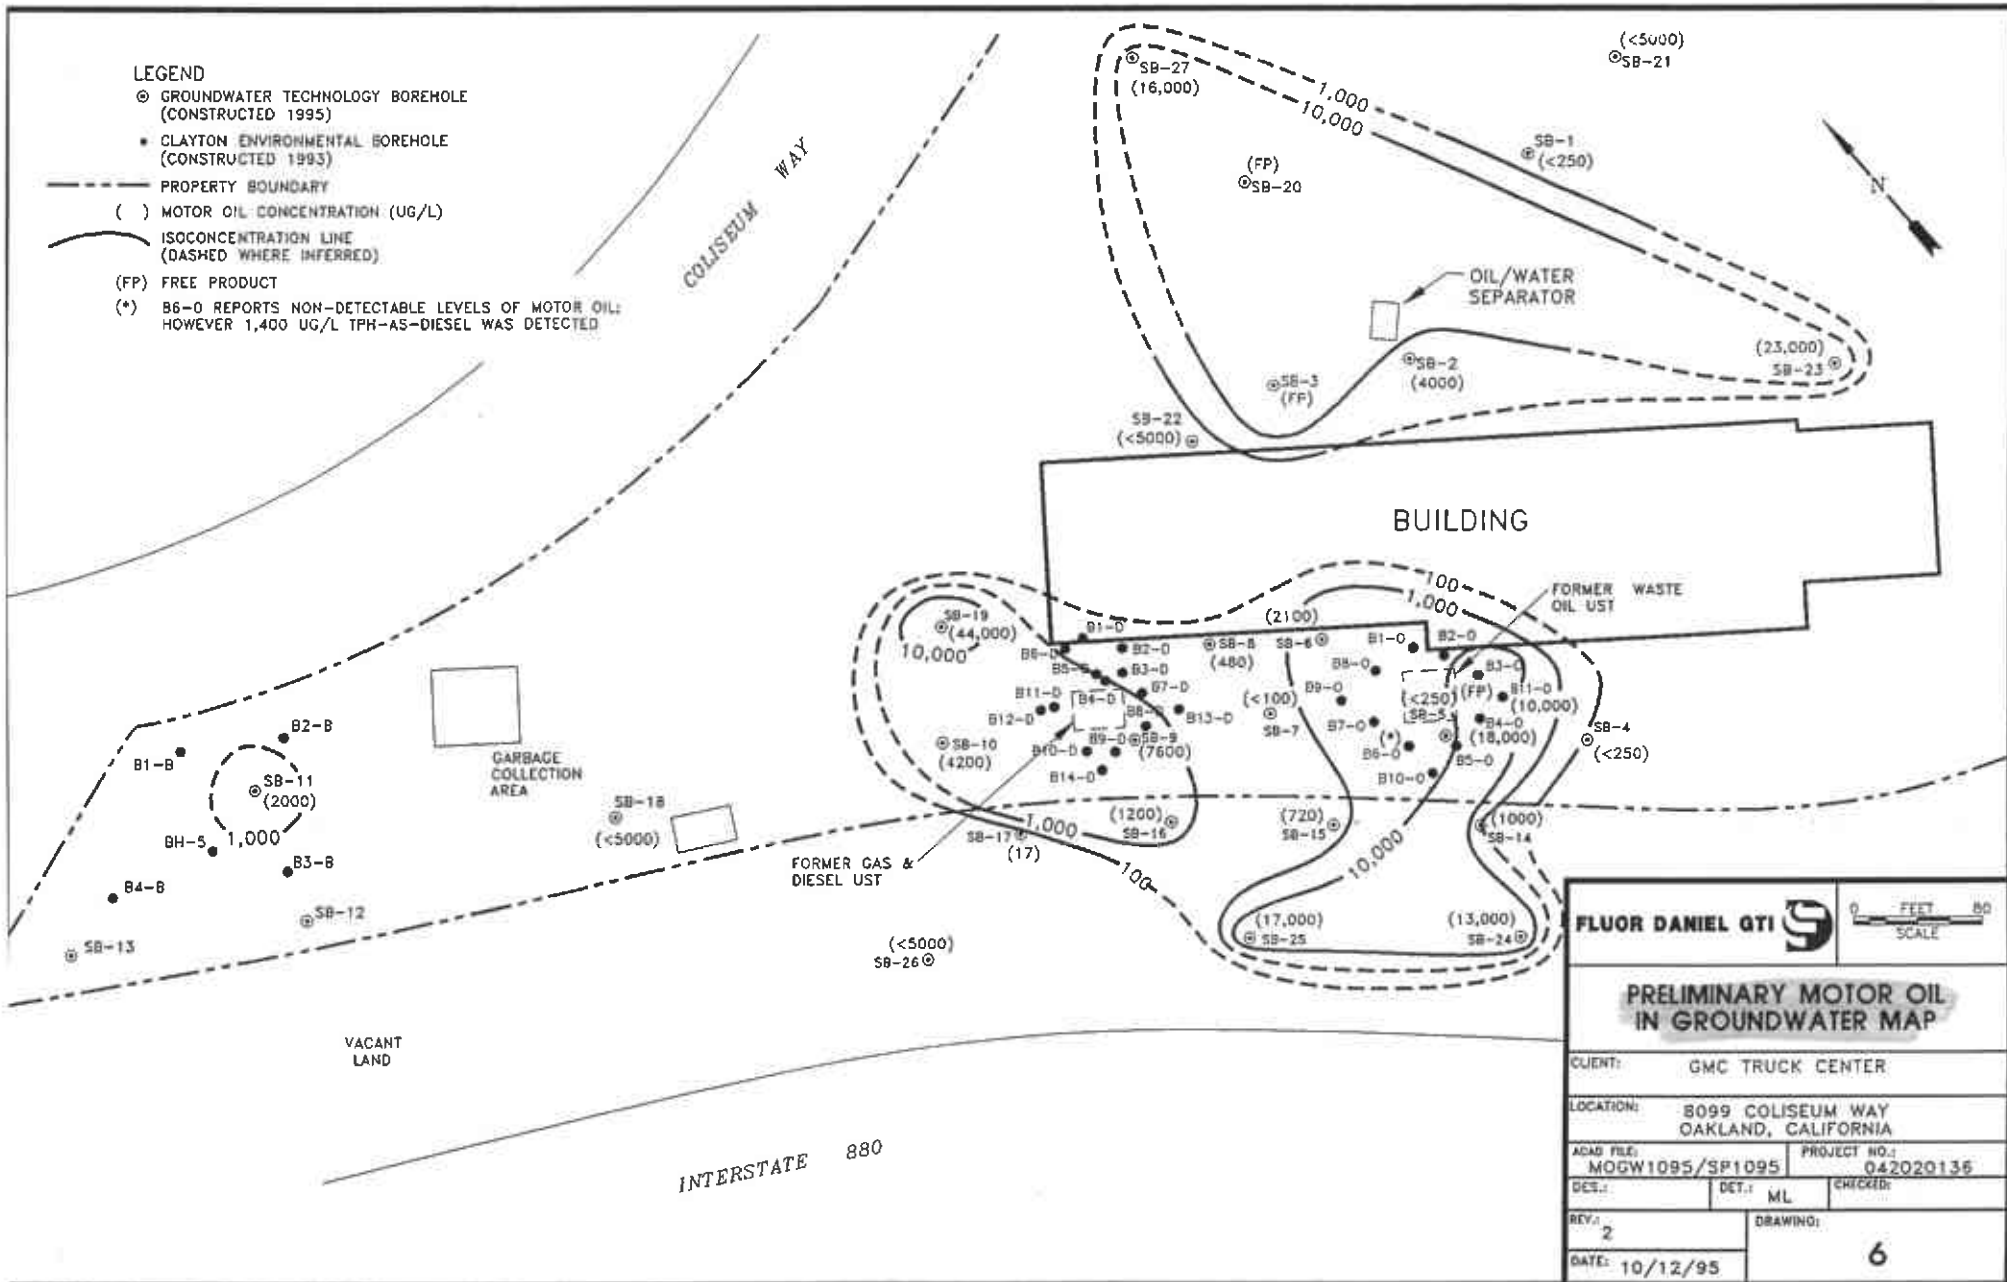 LEGEND
GROUNDWATER TECHNOLOGY BOREHOLE
(CONSTRUCTED 1995)
CLAYTON ENVIRONMENTAL BOREHOLE
(CONSTRUCTED 1993)
PROPERTY BOUNDARY
( ) MOTOR OIL CONCENTRATION (UG/L)
ISOCONCENTRATION LINE
(DASHED WHERE INFERRED)
(FP) FREE PRODUCT
(*) B6-O REPORTS NON-DETECTABLE LEVELS OF MOTOR OIL;
HOWEVER 1,400 UG/L TPH-AS-DIESEL WAS DETECTED
COLISEUM WAY
SB-27
(16,000)
1,000
10,000
(<5000)
SB-21
SB-1
(<250)
(FP)
SB-20
N
OIL/WATER
SEPARATOR
(23,000)
SB-23
SB-2
(4000)
SB-3
(FP)
SB-22
(<5000)
BUILDING
100
1,000
FORMER WASTE
OIL UST
SB-19
(44,000)
10,000
B1-D
B6-D
B2-D
B5-D
B3-D
B4-D
B7-D
B11-D
B12-D
B8-D
B13-D
B10-D
B9-D
SB-9
(7600)
B14-D
SB-10
(4200)
SB-8
(480)
(2100)
SB-6
(<100)
SB-7
B1-O
B2-O
B8-O
B3-O
B9-O
(<250)
SB-5
(FP)
B11-O
(10,000)
B7-O
B4-O
(18,000)
(*)
B6-O
B5-O
B10-O
SB-4
(<250)
B2-B
B1-B
SB-11
(2000)
1,000
BH-5
B3-B
B4-B
SB-12
SB-13
GARBAGE
COLLECTION
AREA
SB-18
(<5000)
FORMER GAS &
DIESEL UST
SB-17
(17)
1,000
(1200)
SB-16
100
(720)
SB-15
10,000
(1000)
SB-14
(17,000)
SB-25
(13,000)
SB-24
(<5000)
SB-26
VACANT
LAND
INTERSTATE 880
FLUOR DANIEL GTI
0 FEET 80
SCALE
PRELIMINARY MOTOR OIL
IN GROUNDWATER MAP
CLIENT: GMC TRUCK CENTER
LOCATION: 8099 COLISEUM WAY
OAKLAND, CALIFORNIA
ACAD FILE: MOGW1095/SP1095
PROJECT NO.: 042020136
DES.:
DET.: ML
CHECKED:
REV.: 2
DRAWING: 6
DATE: 10/12/95